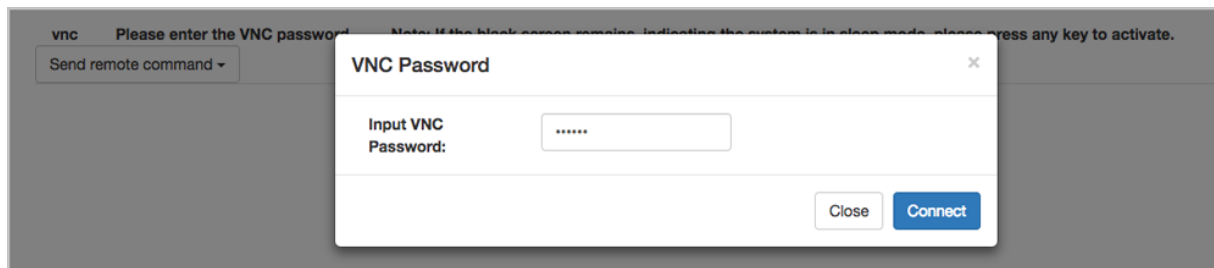 vnc Please enter the VNC password Note: If the black screen remains, indicating the system is in sleep mode, please press any key to activate.
Send remote command
VNC Password
×
Input VNC
Password:
••••••
Close Connect